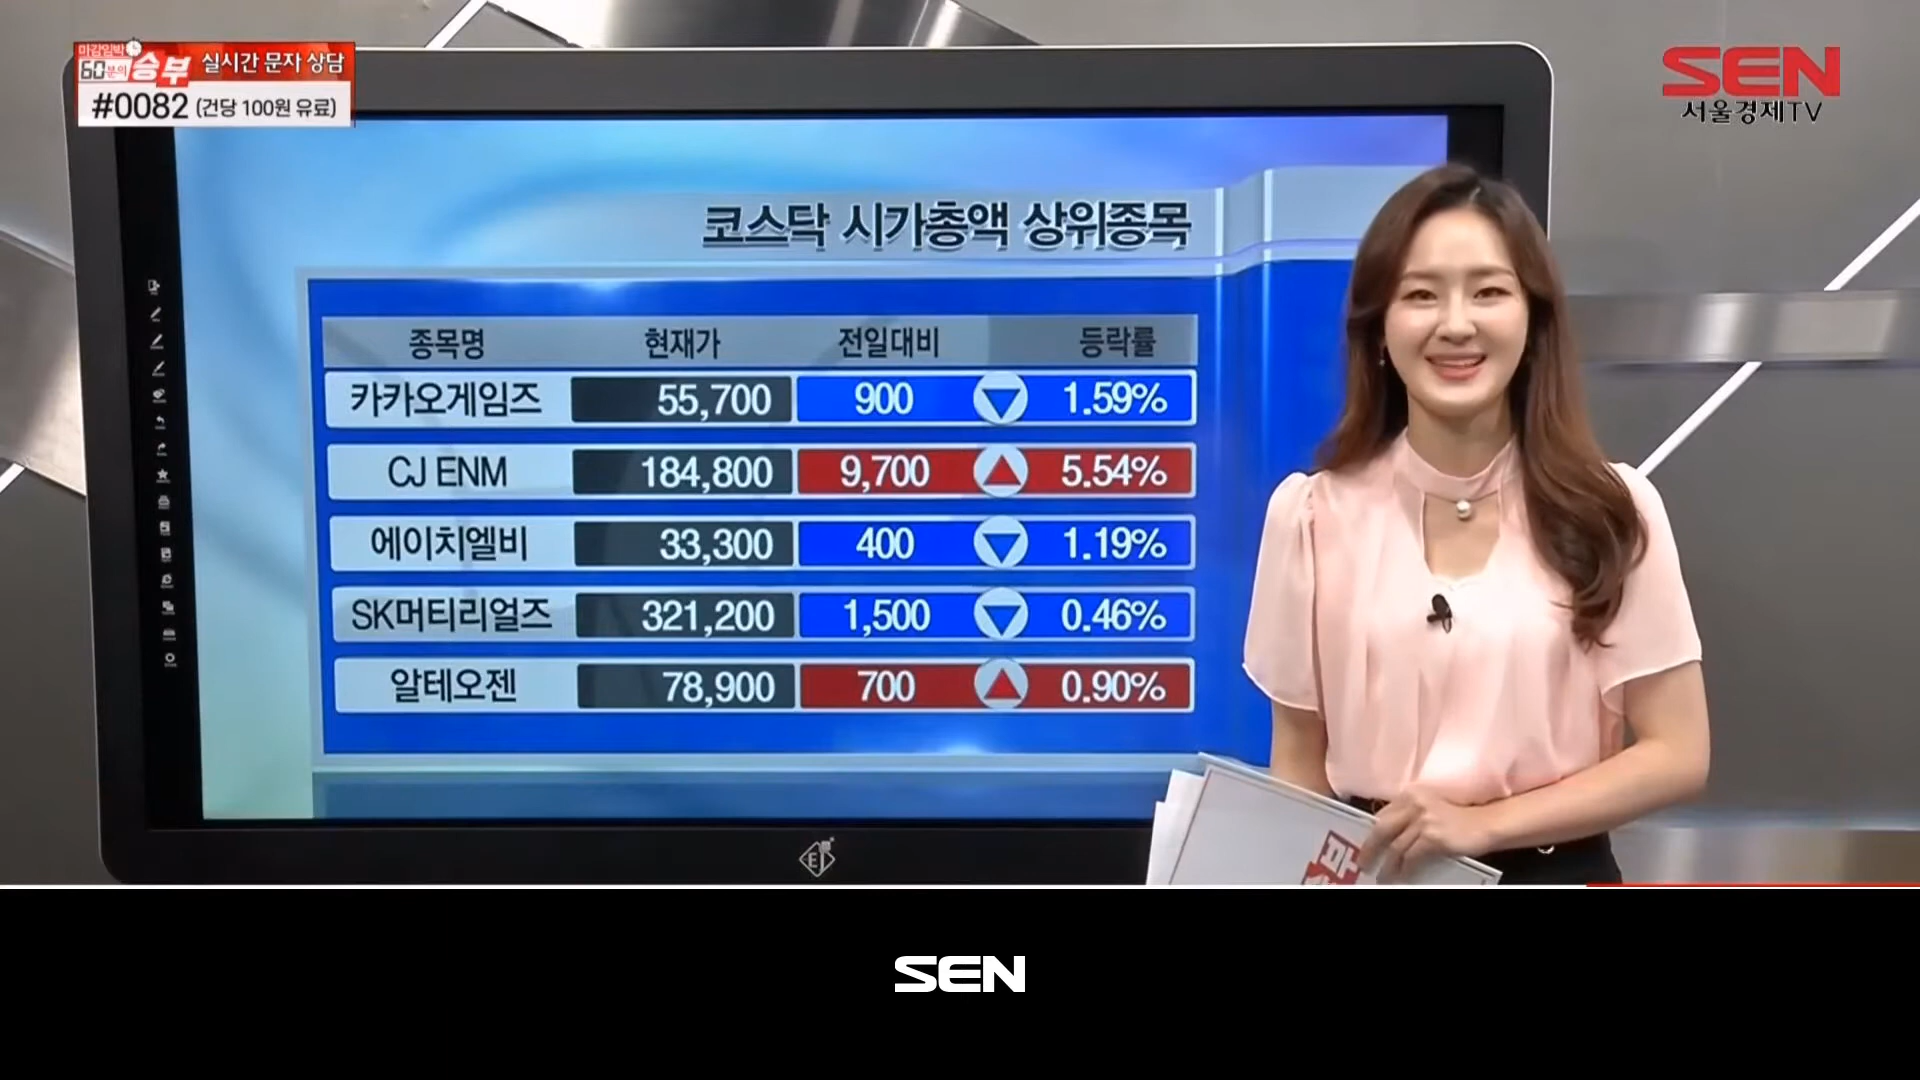 마감임박
60분의 승부 실시간 문자 상담
#0082 (건당 100원 유료)
SEN
서울경제TV
코스닥 시가총액 상위종목
종목명 현재가 전일대비 등락률
카카오게임즈 55,700 900 ▼ 1.59%
CJ ENM 184,800 9,700 ▲ 5.54%
에이치엘비 33,300 400 ▼ 1.19%
SK머티리얼즈 321,200 1,500 ▼ 0.46%
알테오젠 78,900 700 ▲ 0.90%
마
SEN